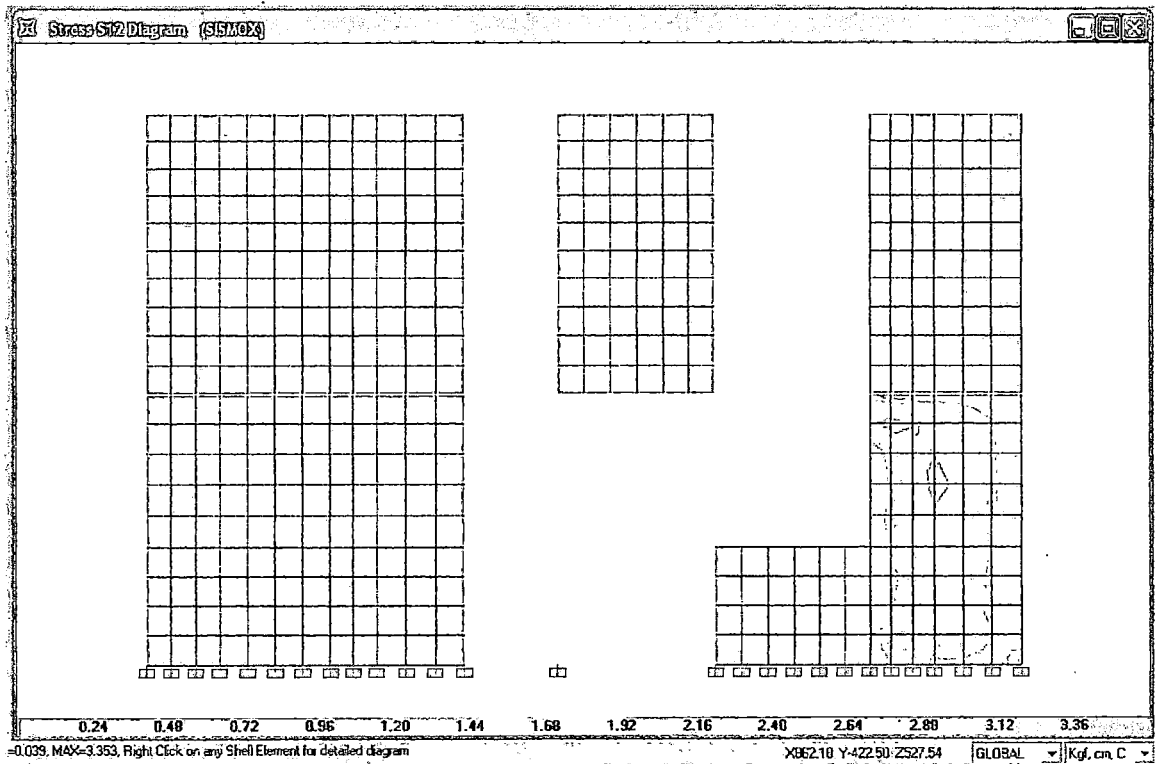 Stress S12 Diagram (SISMOX)
0.24 0.48 0.72 0.96 1.20 1.44 1.68 1.92 2.16 2.40 2.64 2.88 3.12 3.36
=0.039, MAX=3.353, Right Click on any Shell Element for detailed diagram
X862.10 Y-422.50 Z527.54 GLOBAL Kgf, cm, C